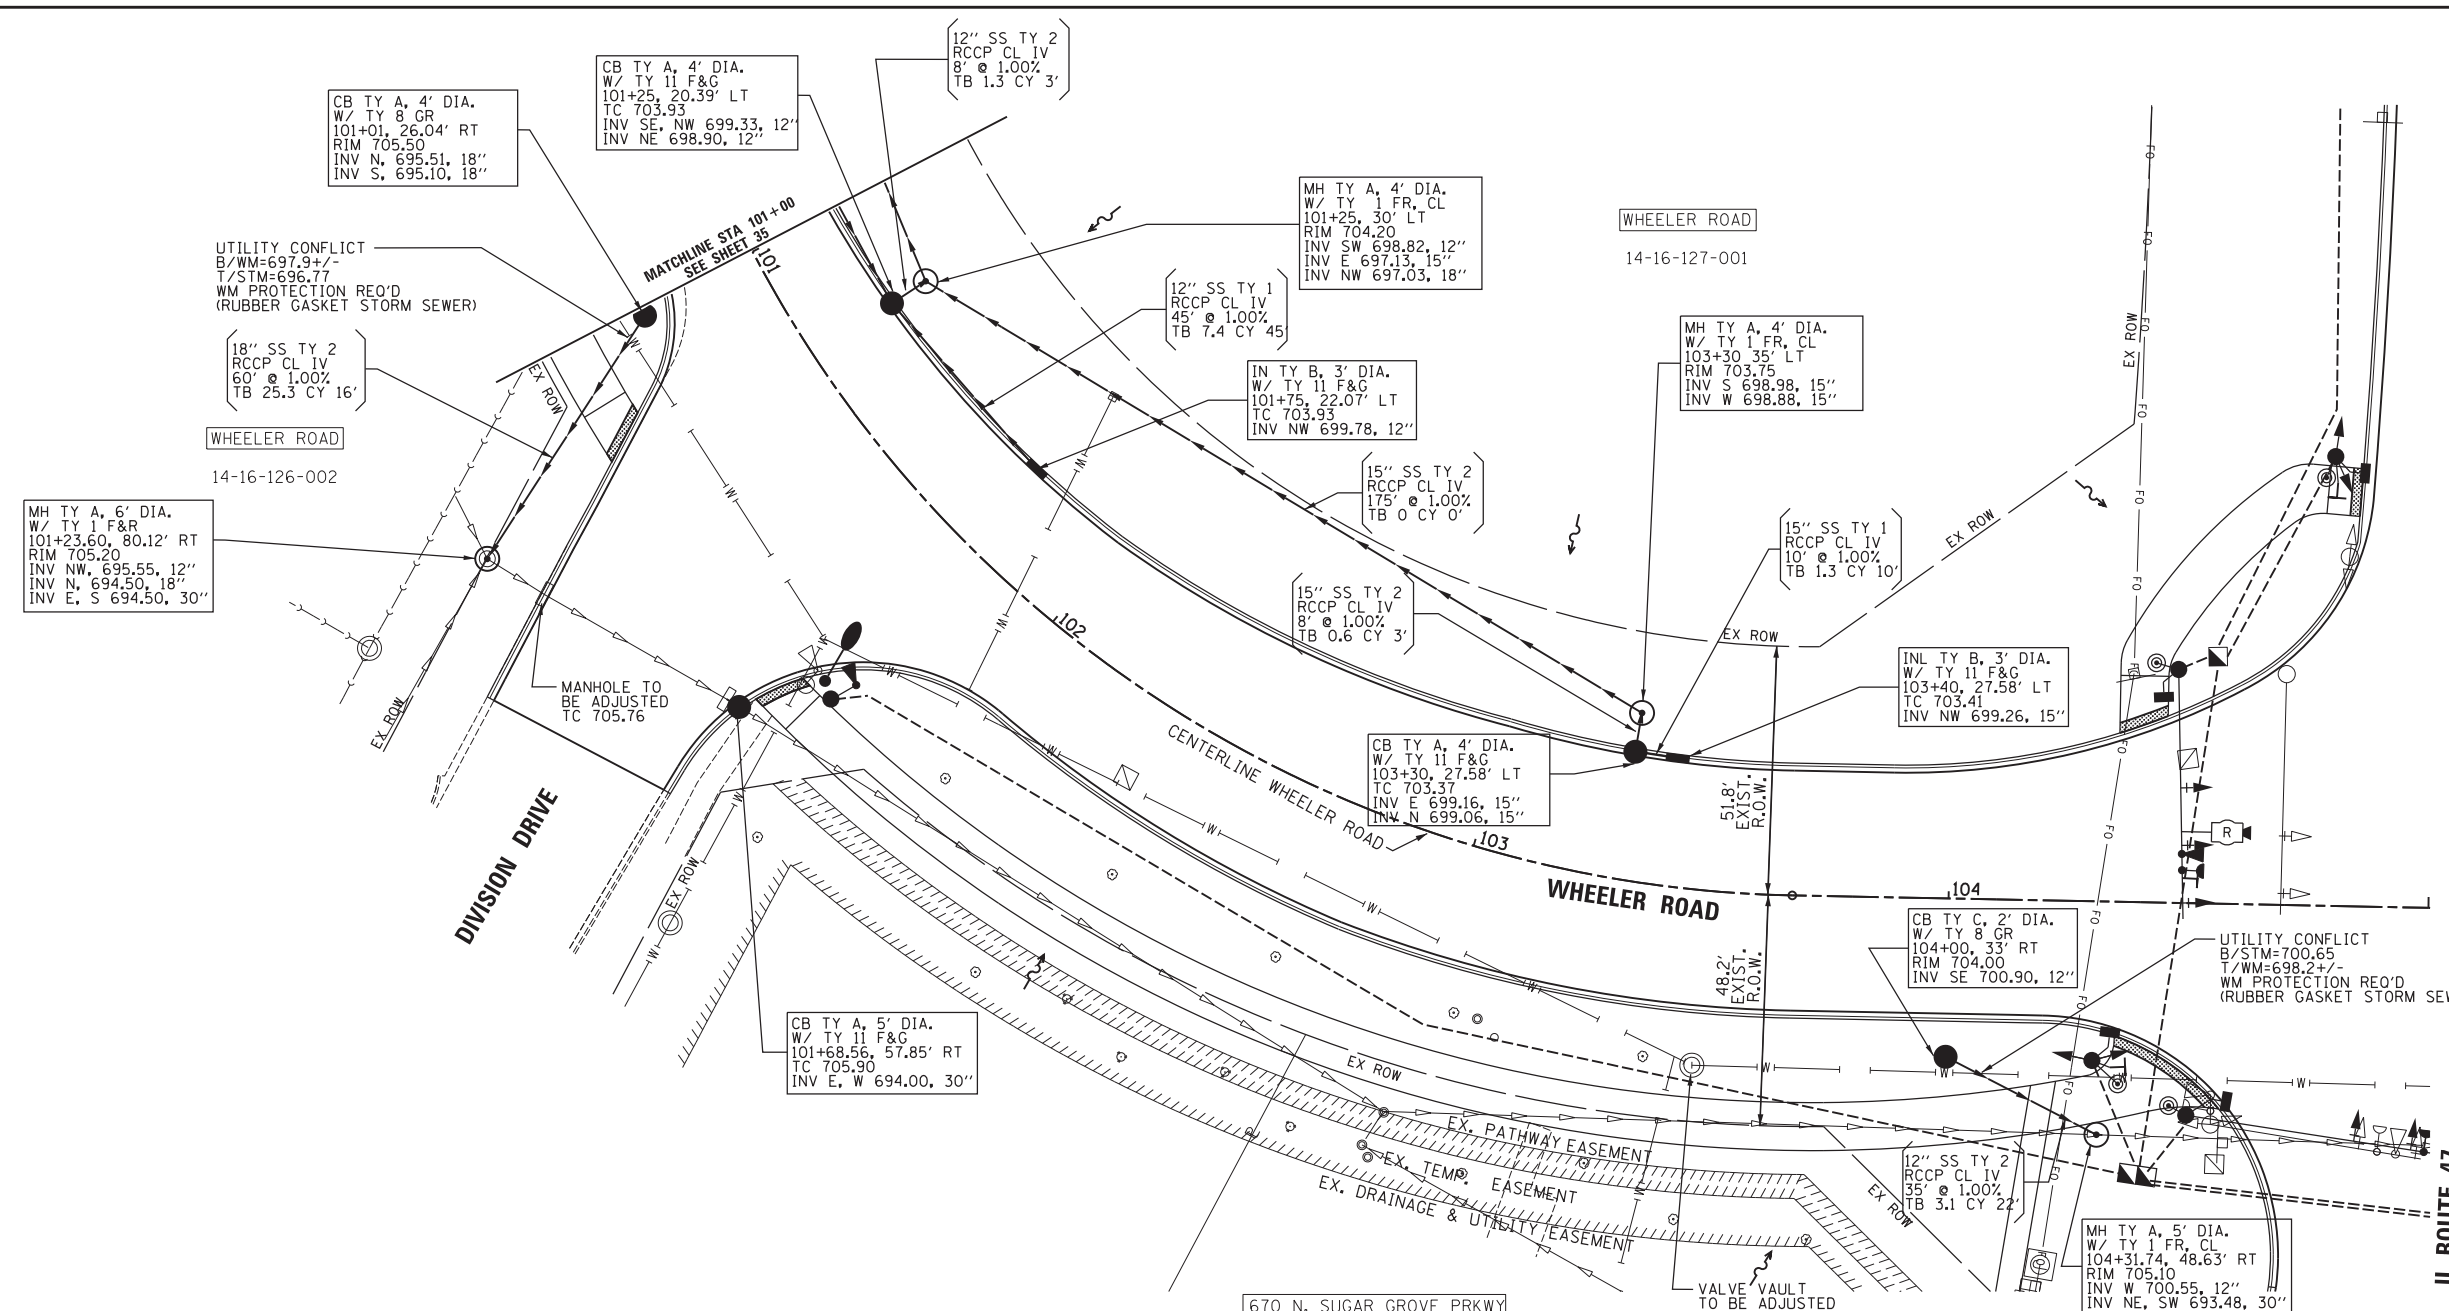 12'' SS TY 2
RCCP CL IV
8' @ 1.00%
TB 1.3 CY 3'
CB TY A, 4' DIA.
W/ TY 11 F&G
101+25, 20.39' LT
TC 703.93
INV SE, NW 699.33, 12''
INV NE 698.90, 12''
CB TY A, 4' DIA.
W/ TY 8 GR
101+01, 26.04' RT
RIM 705.50
INV N, 695.51, 18''
INV S, 695.10, 18''
MATCHLINE STA 101+00
SEE SHEET 35
101
MH TY A, 4' DIA.
W/ TY 1 FR, CL
101+25, 30' LT
RIM 704.20
INV SW 698.82, 12''
INV E 697.13, 15''
INV NW 697.03, 18''
WHEELER ROAD
14-16-127-001
UTILITY CONFLICT
B/WM=697.9+/-
T/STM=696.77
WM PROTECTION REQ'D
(RUBBER GASKET STORM SEWER)
18'' SS TY 2
RCCP CL IV
60' @ 1.00%
TB 25.3 CY 16'
WHEELER ROAD
14-16-126-002
12'' SS TY 1
RCCP CL IV
45' @ 1.00%
TB 7.4 CY 45'
MH TY A, 4' DIA.
W/ TY 1 FR, CL
103+30 35' LT
RIM 703.75
INV S 698.98, 15''
INV W 698.88, 15''
IN TY B, 3' DIA.
W/ TY 11 F&G
101+75, 22.07' LT
TC 703.93
INV NW 699.78, 12''
EX ROW
EX ROW
15'' SS TY 2
RCCP CL IV
175' @ 1.00%
TB 0 CY 0'
MH TY A, 6' DIA.
W/ TY 1 F&R
101+23.60, 80.12' RT
RIM 705.20
INV NW, 695.55, 12''
INV N, 694.50, 18''
INV E, S 694.50, 30''
15'' SS TY 1
RCCP CL IV
10' @ 1.00%
TB 1.3 CY 10'
EX ROW
15'' SS TY 2
RCCP CL IV
8' @ 1.00%
TB 0.6 CY 3'
102
EX ROW
INL TY B, 3' DIA.
W/ TY 11 F&G
103+40, 27.58' LT
TC 703.41
INV NW 699.26, 15''
MANHOLE TO
BE ADJUSTED
TC 705.76
EX ROW
CENTERLINE WHEELER ROAD
CB TY A, 4' DIA.
W/ TY 11 F&G
103+30, 27.58' LT
TC 703.37
INV E 699.16, 15''
INV N 699.06, 15''
51.8'
EXIST.
R.O.W.
103
R
DIVISION DRIVE
EX ROW
WHEELER ROAD
104
CB TY C, 2' DIA.
W/ TY 8 GR
104+00, 33' RT
RIM 704.00
INV SE 700.90, 12''
UTILITY CONFLICT
B/STM=700.65
T/WM=698.2+/-
WM PROTECTION REQ'D
(RUBBER GASKET STORM SE
48.2'
EXIST.
R.O.W.
CB TY A, 5' DIA.
W/ TY 11 F&G
101+68.56, 57.85' RT
TC 705.90
INV E, W 694.00, 30''
EX ROW
EX. PATHWAY EASEMENT
EX. TEMP. EASEMENT
EX. DRAINAGE & UTILITY EASEMENT
12'' SS TY 2
RCCP CL IV
35' @ 1.00%
TB 3.1 CY 22'
EX ROW
MH TY A, 5' DIA.
W/ TY 1 FR, CL
104+31.74, 48.63' RT
RIM 705.10
INV W 700.55, 12''
INV NE, SW 693.48, 30''
IL ROUTE 47
VALVE VAULT
TO BE ADJUSTED
670 N. SUGAR GROVE PRKWY